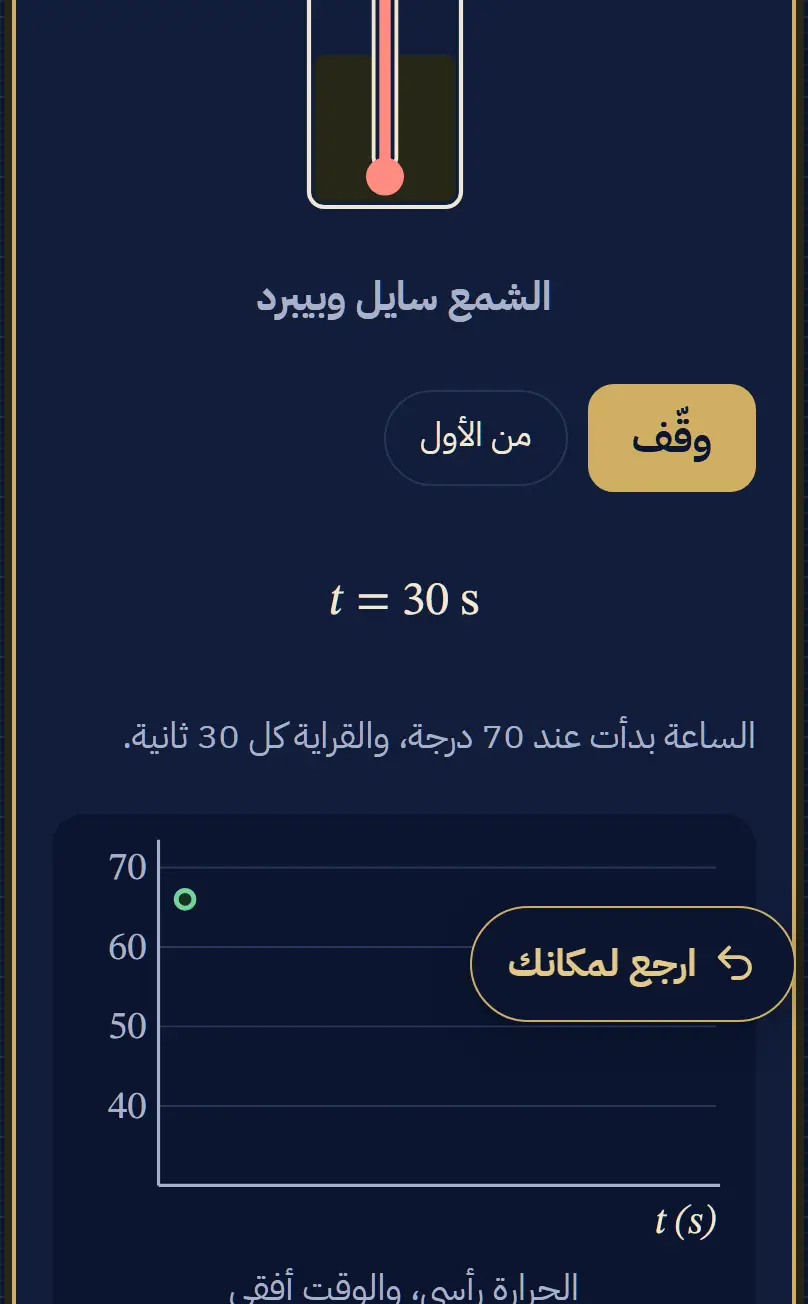 الشمع سايل وبيبرد
وقّف
من الأول
t = 30 s
الساعة بدأت عند 70 درجة، والقراية كل 30 ثانية.
70
60
ارجع لمكانك
50
40
t (s)
الحرارة رأسي، والوقت أفقي